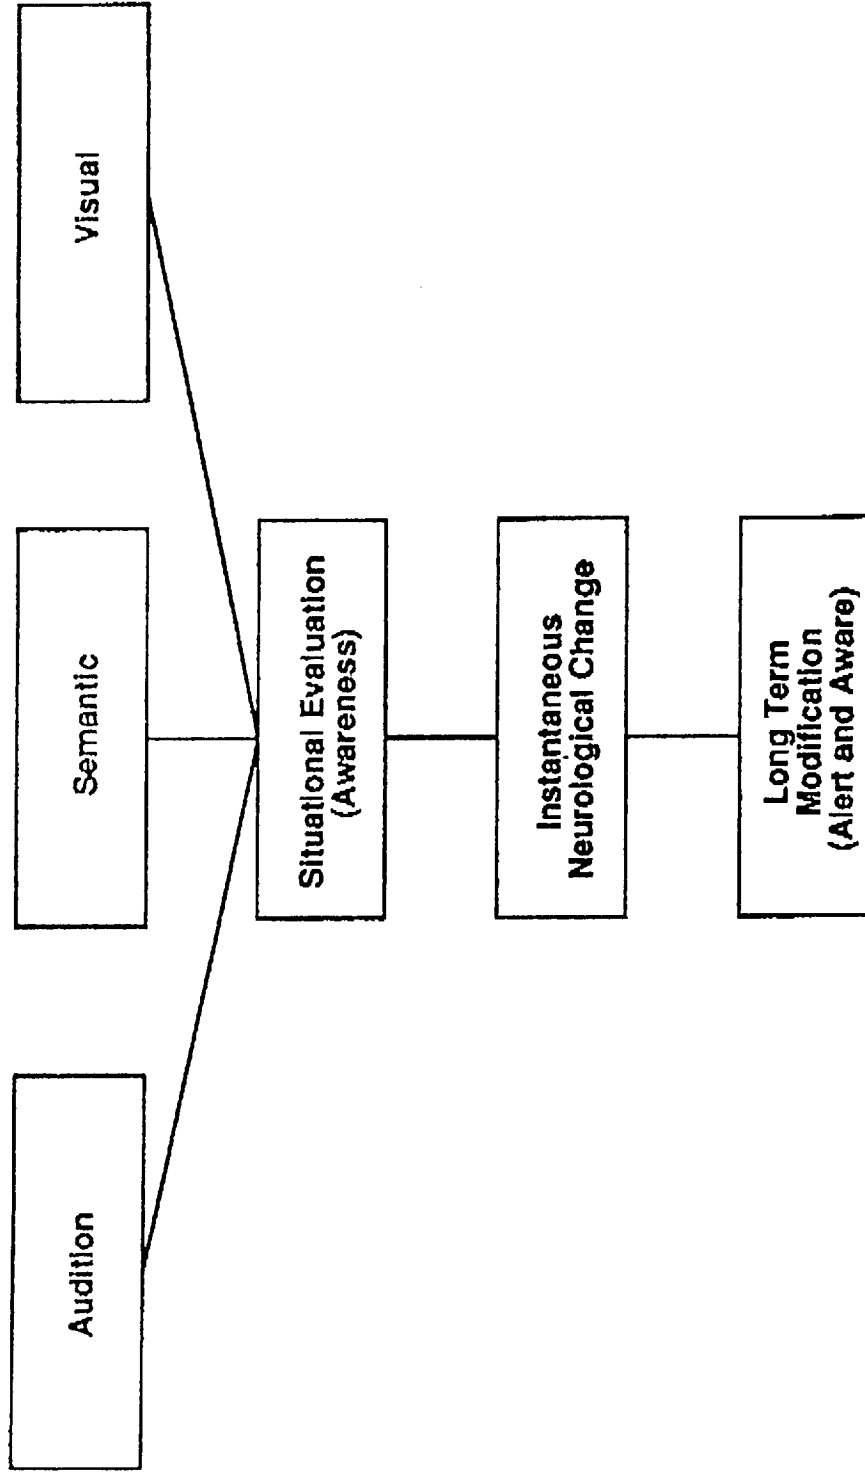 Audition
Semantic
Visual
Situational Evaluation
(Awareness)
Instantaneous
Neurological Change
Long Term
Modification
(Alert and Aware)